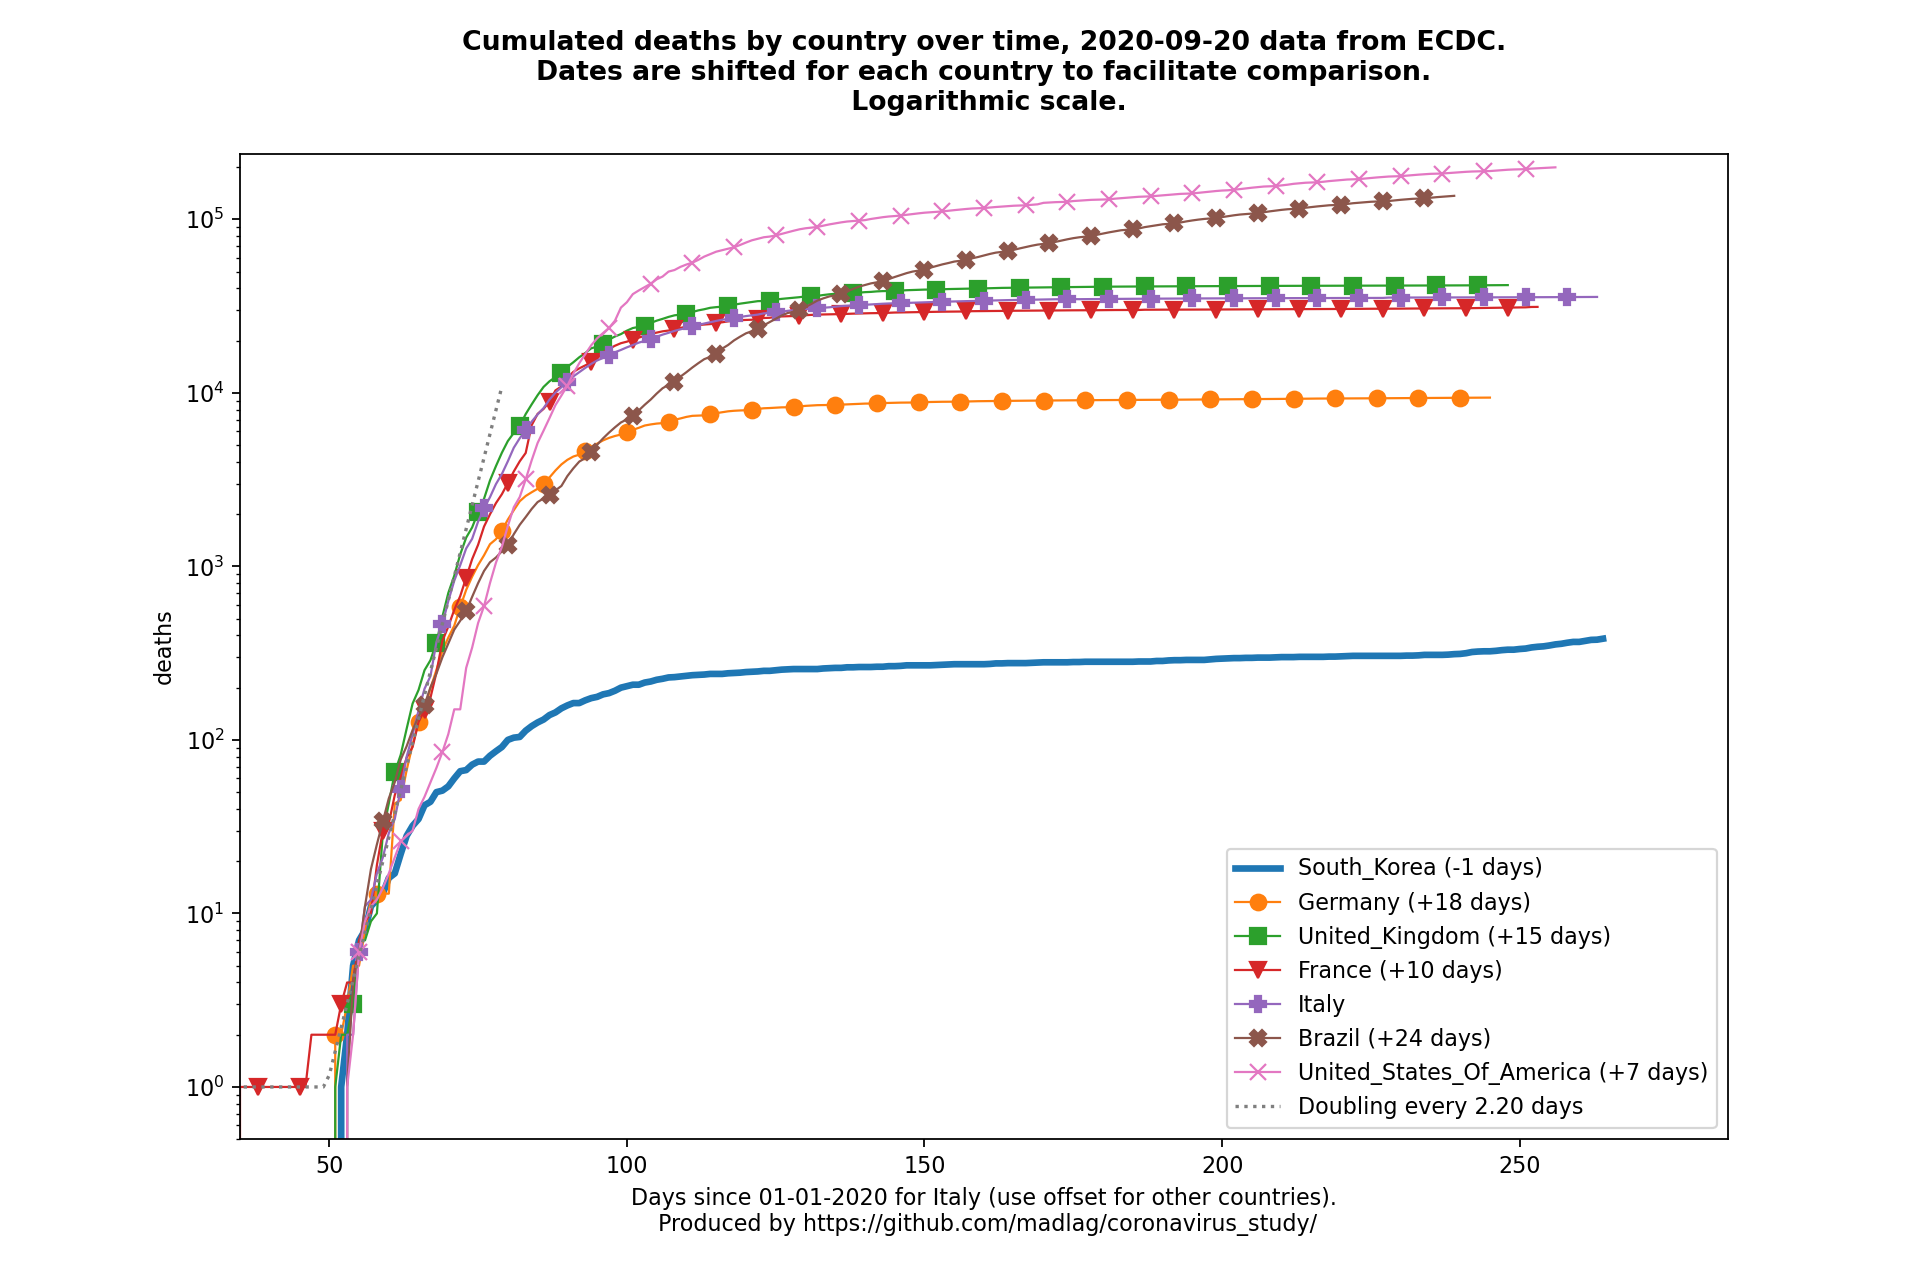 Cumulated deaths by country over time, 2020-09-20 data from ECDC.
Dates are shifted for each country to facilitate comparison.
Logarithmic scale.
10^5
10^4
10^3
10^2
10^1
10^0
deaths
South_Korea (-1 days)
Germany (+18 days)
United_Kingdom (+15 days)
France (+10 days)
Italy
Brazil (+24 days)
United_States_Of_America (+7 days)
Doubling every 2.20 days
50 100 150 200 250
Days since 01-01-2020 for Italy (use offset for other countries).
Produced by https://github.com/madlag/coronavirus_study/